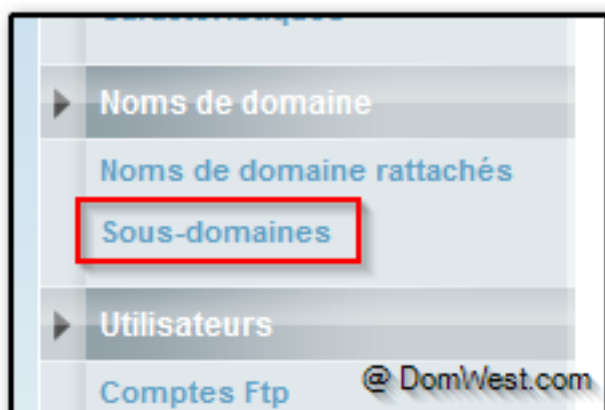 Noms de domaine
Noms de domaine rattachés
Sous-domaines
Utilisateurs
Comptes Ftp
@ DomWest.com